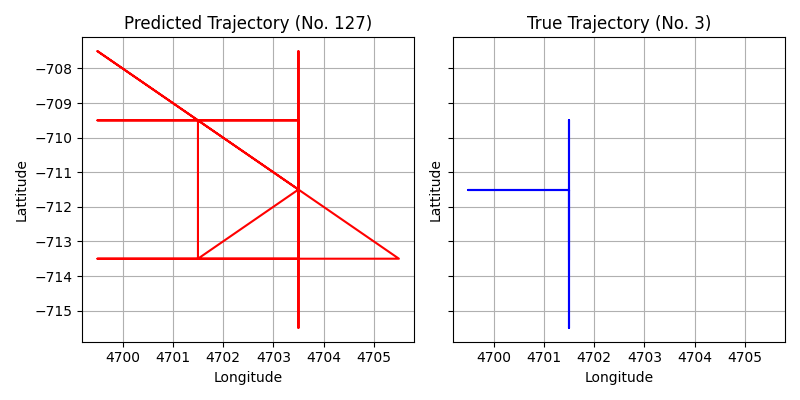 Predicted Trajectory (No. 127)
True Trajectory (No. 3)
−708
−709
−710
−711
−712
−713
−714
−715
Lattitude
Lattitude
4700 4701 4702 4703 4704 4705
4700 4701 4702 4703 4704 4705
Longitude
Longitude